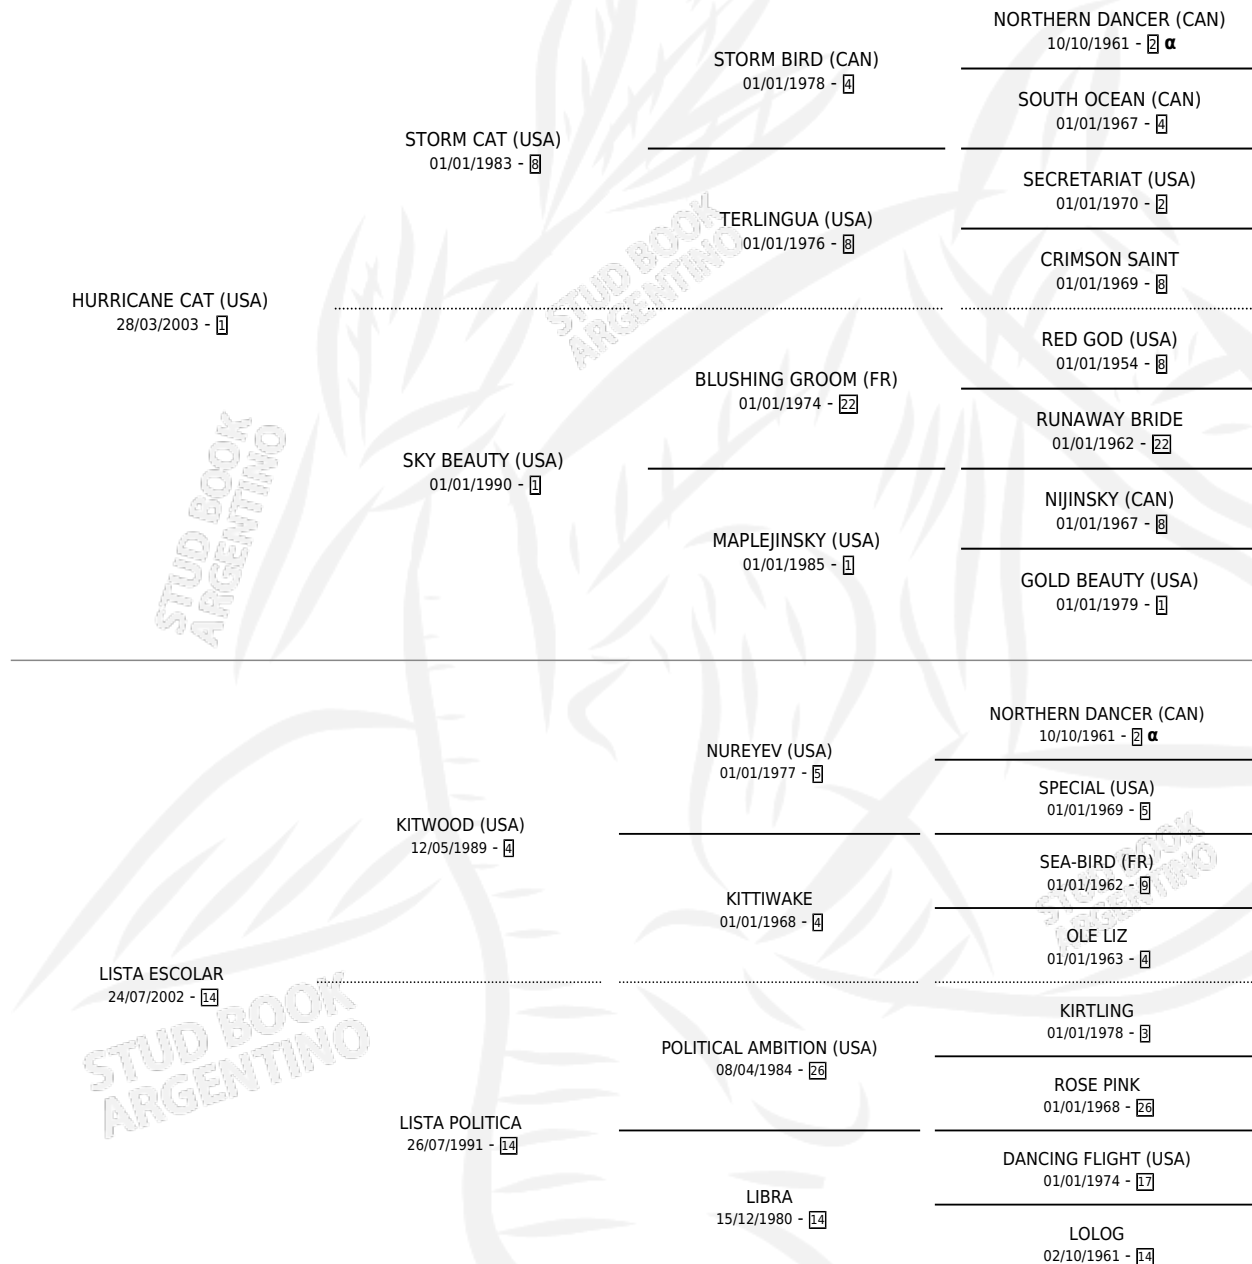 NORTHERN DANCER (CAN)
10/10/1961 - 2 α
STORM BIRD (CAN)
01/01/1978 - 4
SOUTH OCEAN (CAN)
01/01/1967 - 4
STORM CAT (USA)
01/01/1983 - 8
SECRETARIAT (USA)
01/01/1970 - 2
TERLINGUA (USA)
01/01/1976 - 8
CRIMSON SAINT
01/01/1969 - 8
HURRICANE CAT (USA)
28/03/2003 - 1
RED GOD (USA)
01/01/1954 - 8
BLUSHING GROOM (FR)
01/01/1974 - 22
RUNAWAY BRIDE
01/01/1962 - 22
SKY BEAUTY (USA)
01/01/1990 - 1
NIJINSKY (CAN)
01/01/1967 - 8
MAPLEJINSKY (USA)
01/01/1985 - 1
GOLD BEAUTY (USA)
01/01/1979 - 1
NORTHERN DANCER (CAN)
10/10/1961 - 2 α
NUREYEV (USA)
01/01/1977 - 5
SPECIAL (USA)
01/01/1969 - 5
KITWOOD (USA)
12/05/1989 - 4
SEA-BIRD (FR)
01/01/1962 - 9
KITTIWAKE
01/01/1968 - 4
OLE LIZ
01/01/1963 - 4
LISTA ESCOLAR
24/07/2002 - 14
KIRTLING
01/01/1978 - 3
POLITICAL AMBITION (USA)
08/04/1984 - 26
ROSE PINK
01/01/1968 - 26
LISTA POLITICA
26/07/1991 - 14
DANCING FLIGHT (USA)
01/01/1974 - 17
LIBRA
15/12/1980 - 14
LOLOG
02/10/1961 - 14
STUD BOOK
ARGENTINO
STUD BOOK
ARGENTINO
STUD BOOK
ARGENTINO
STUD BOOK
ARGENTINO